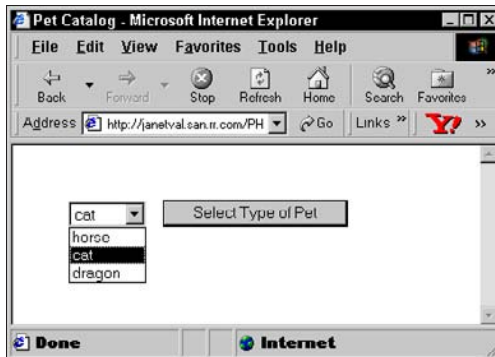 Pet Catalog - Microsoft Internet Explorer
File Edit View Favorites Tools Help
Back Forward Stop Refresh Home Search Favorites »
Address http://janetval.san.rr.com/PH Go Links » Y! »
cat Select Type of Pet
horse
cat
dragon
Done Internet